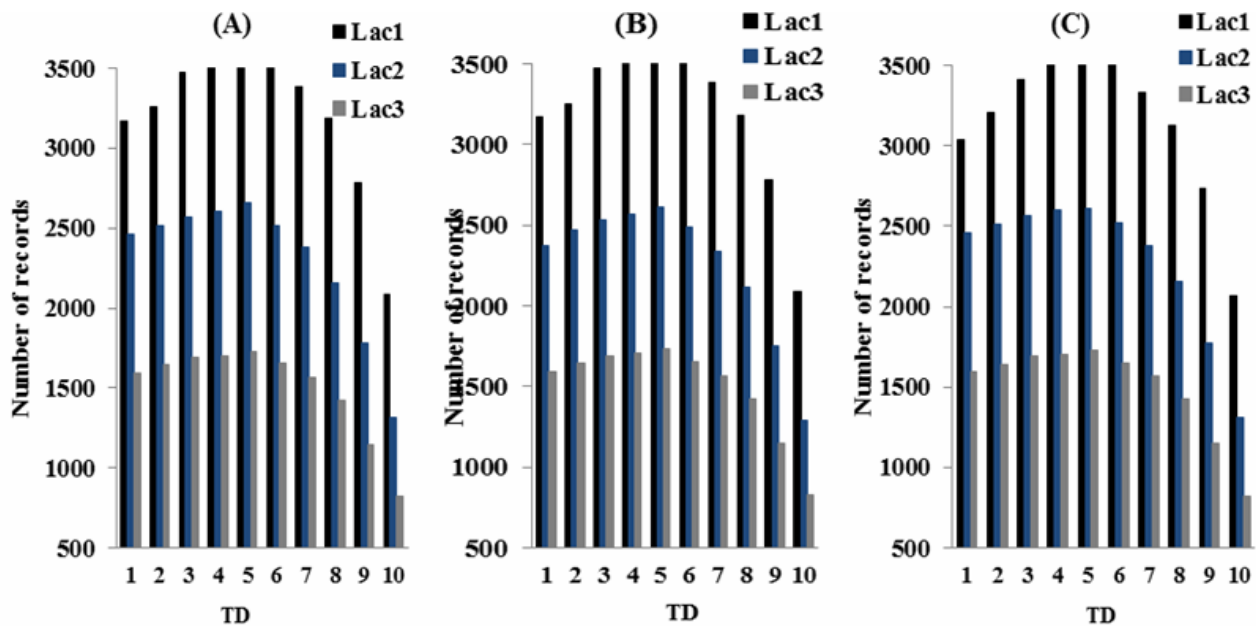 (A)
Lac1
Lac2
Lac3
3500
3000
2500
2000
1500
1000
500
Number of records
1 2 3 4 5 6 7 8 9 10
TD
(B)
Lac1
Lac2
Lac3
3500
3000
2500
2000
1500
1000
500
Number of records
1 2 3 4 5 6 7 8 9 10
TD
(C)
Lac1
Lac2
Lac3
3500
3000
2500
2000
1500
1000
500
Number of records
1 2 3 4 5 6 7 8 9 10
TD